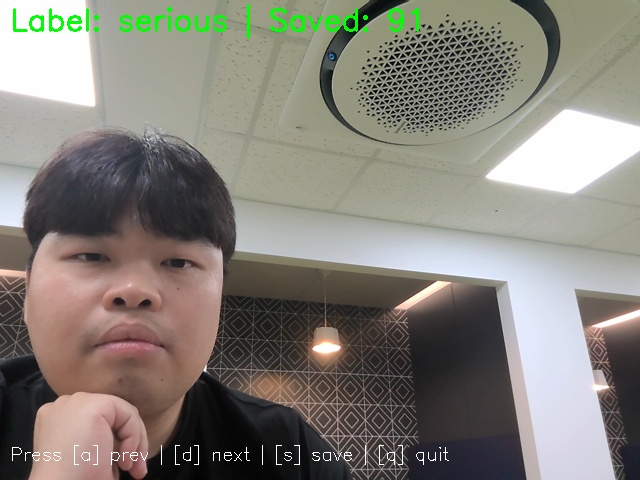 Label: serious | Saved: 91
Press [a] prev | [d] next | [s] save | [q] quit